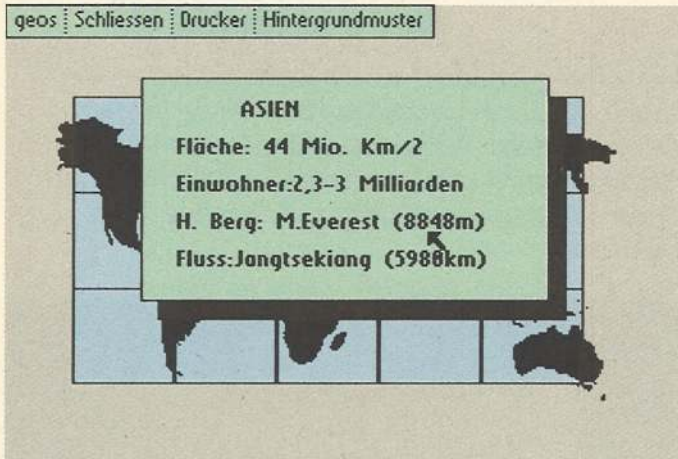 geos Schliessen Drucker Hintergrundmuster
ASIEN
Fläche: 44 Mio. Km/2
Einwohner:2,3-3 Milliarden
H. Berg: M.Everest (8848m)
Fluss:Jangtsekiang (5980km)